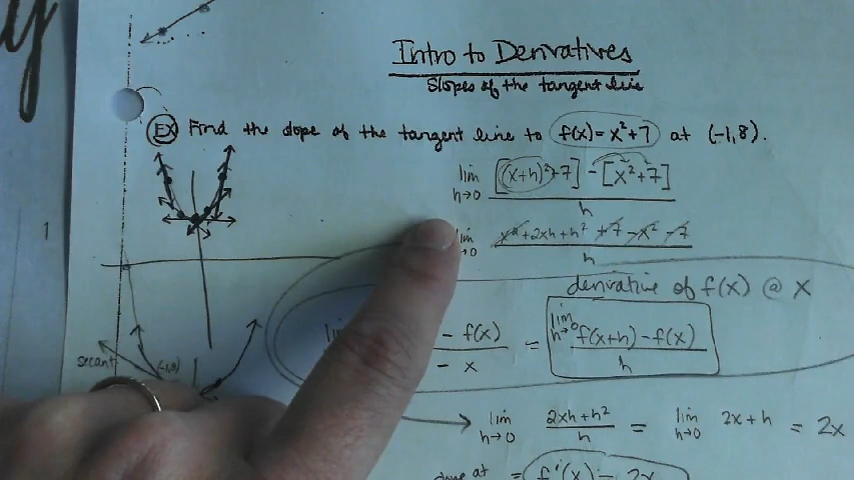 Intro to Derivatives
Slopes of the tangent line
Ex Find the slope of the tangent line to f(x)=x²+7 at (-1,8).
lim h→0 [(x+h)²+7] - [x²+7] / h
x²+2xh+h²+7-x²-7 / h
1
derivative of f(x) @ x
- f(x) / - x = lim h→0 f(x+h)-f(x) / h
secant
lim h→0 2xh+h² / h = lim h→0 2x+h = 2x
at = f'(x) = 2x